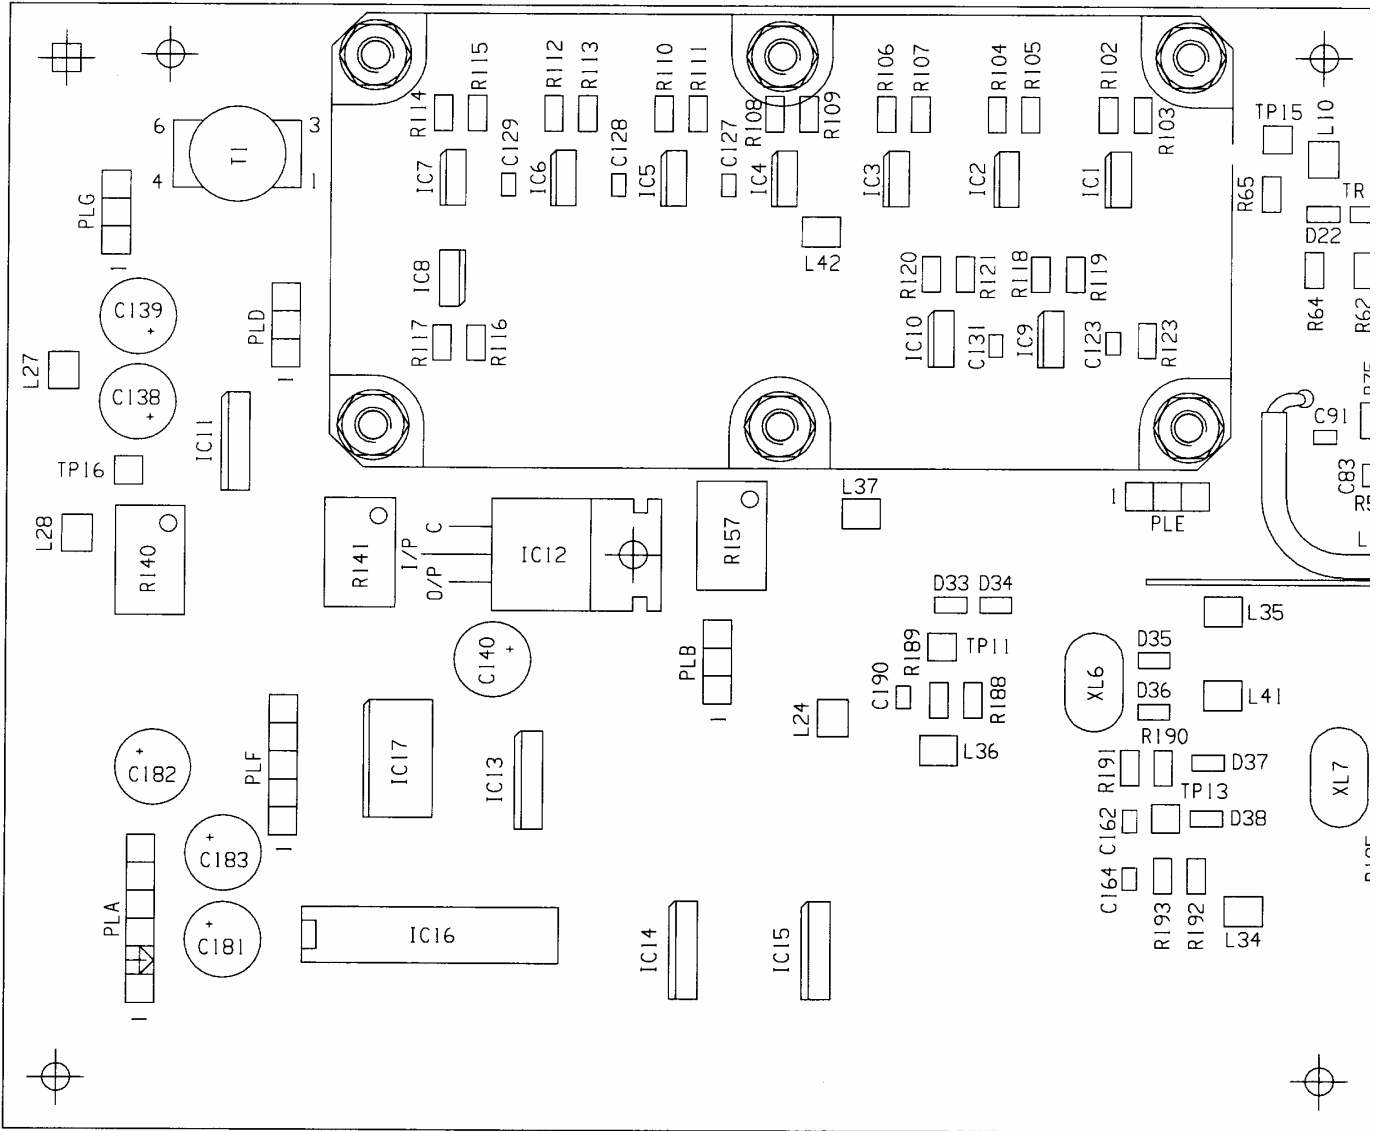 R114
R115
R112
R113
R110
R111
R108
R109
R106
R107
R104
R105
R102
R103
TP15
L10
6
3
T1
4
1
IC7
C129
IC6
C128
IC5
C127
IC4
IC3
IC2
IC1
R65
TR
D22
PLG
1
L42
IC8
R120
R121
R118
R119
R64
R62
C139
PLD
1
R117
R116
IC10
C131
IC9
C123
R123
L27
C138
IC11
C91
TP16
C83
L37
1
PLE
L28
R140
R141
C
I/P
O/P
IC12
R157
D33
D34
L35
C140
PLB
1
R189
TP11
C190
R188
XL6
D35
D36
L41
L24
L36
C182
PLF
1
IC17
IC13
R190
R191
D37
TP13
XL7
C162
D38
C183
C164
R193
R192
L34
PLA
1
C181
IC16
IC14
IC15